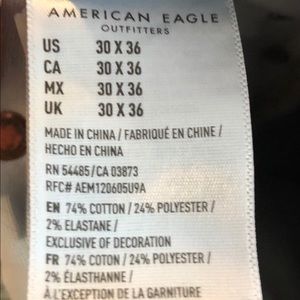 AMERICAN EAGLE
OUTFITTERS
US 30 X 36
CA 30 X 36
MX 30 X 36
UK 30 X 36
MADE IN CHINA / FABRIQUÉ EN CHINE /
HECHO EN CHINA
RN 54485/CA 03873
RFC# AEM120605U9A
EN 74% COTTON / 24% POLYESTER /
2% ELASTANE /
EXCLUSIVE OF DECORATION
FR 74% COTON / 24% POLYESTER /
2% ÉLASTHANNE /
À L'EXCEPTION DE LA GARNITURE